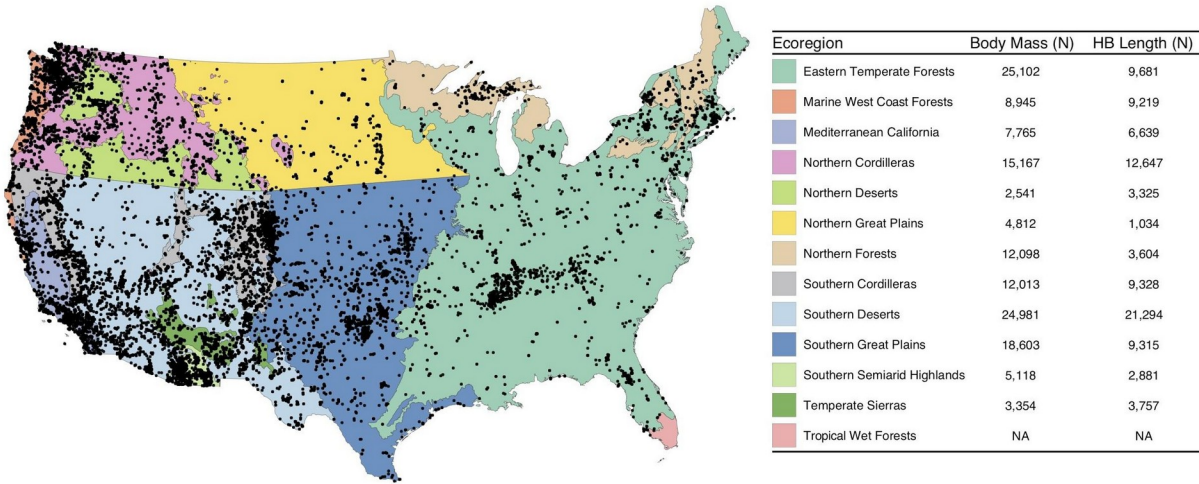 Ecoregion Body Mass (N) HB Length (N)
Eastern Temperate Forests 25,102 9,681
Marine West Coast Forests 8,945 9,219
Mediterranean California 7,765 6,639
Northern Cordilleras 15,167 12,647
Northern Deserts 2,541 3,325
Northern Great Plains 4,812 1,034
Northern Forests 12,098 3,604
Southern Cordilleras 12,013 9,328
Southern Deserts 24,981 21,294
Southern Great Plains 18,603 9,315
Southern Semiarid Highlands 5,118 2,881
Temperate Sierras 3,354 3,757
Tropical Wet Forests NA NA